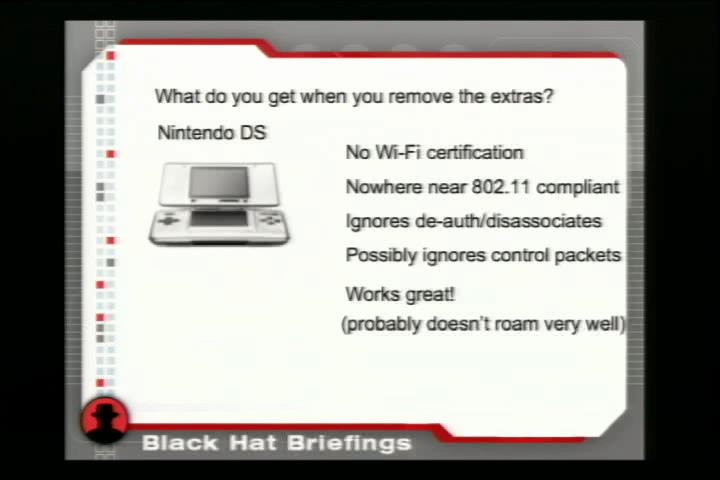 What do you get when you remove the extras?
Nintendo DS
No Wi-Fi certification
Nowhere near 802.11 compliant
Ignores de-auth/disassociates
Possibly ignores control packets
Works great!
(probably doesn't roam very well)
Black Hat Briefings